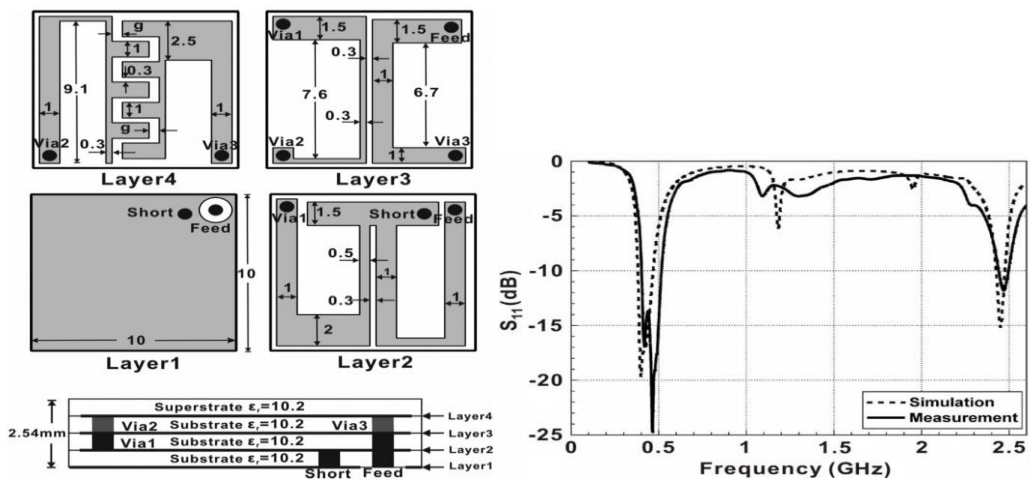 g
1
2.5
0.3
9.1
1
1
1
g
Via2
0.3
Via3
Layer4
Via1
1.5
1.5
Feed
0.3
1
7.6
6.7
0.3
Via2
Via3
1
Layer3
Short
Feed
10
10
Layer1
Via1
1.5
Short
Feed
0.5
1
1
0.3
1
2
Layer2
2.54mm
Superstrate εr=10.2
Layer4
Via2
Substrate εr=10.2
Via3
Layer3
Via1
Substrate εr=10.2
Layer2
Substrate εr=10.2
Layer1
Short
Feed
S11(dB)
0
-5
-10
-15
-20
-25
0
0.5
1
1.5
2
2.5
Frequency (GHz)
Simulation
Measurement